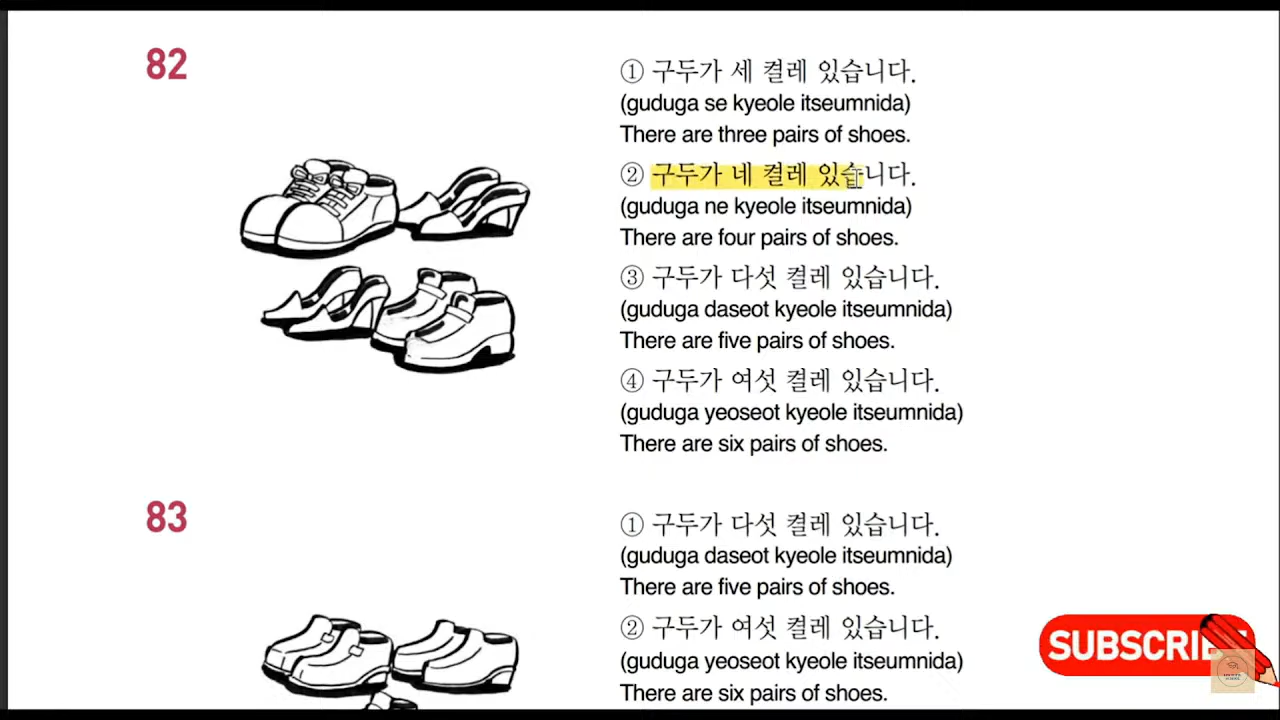 82
① 구두가 세 켤레 있습니다.
(guduga se kyeole itseumnida)
There are three pairs of shoes.
② 구두가 네 켤레 있습니다.
(guduga ne kyeole itseumnida)
There are four pairs of shoes.
③ 구두가 다섯 켤레 있습니다.
(guduga daseot kyeole itseumnida)
There are five pairs of shoes.
④ 구두가 여섯 켤레 있습니다.
(guduga yeoseot kyeole itseumnida)
There are six pairs of shoes.
83
① 구두가 다섯 켤레 있습니다.
(guduga daseot kyeole itseumnida)
There are five pairs of shoes.
② 구두가 여섯 켤레 있습니다.
(guduga yeoseot kyeole itseumnida)
There are six pairs of shoes.
SUBSCRIBE